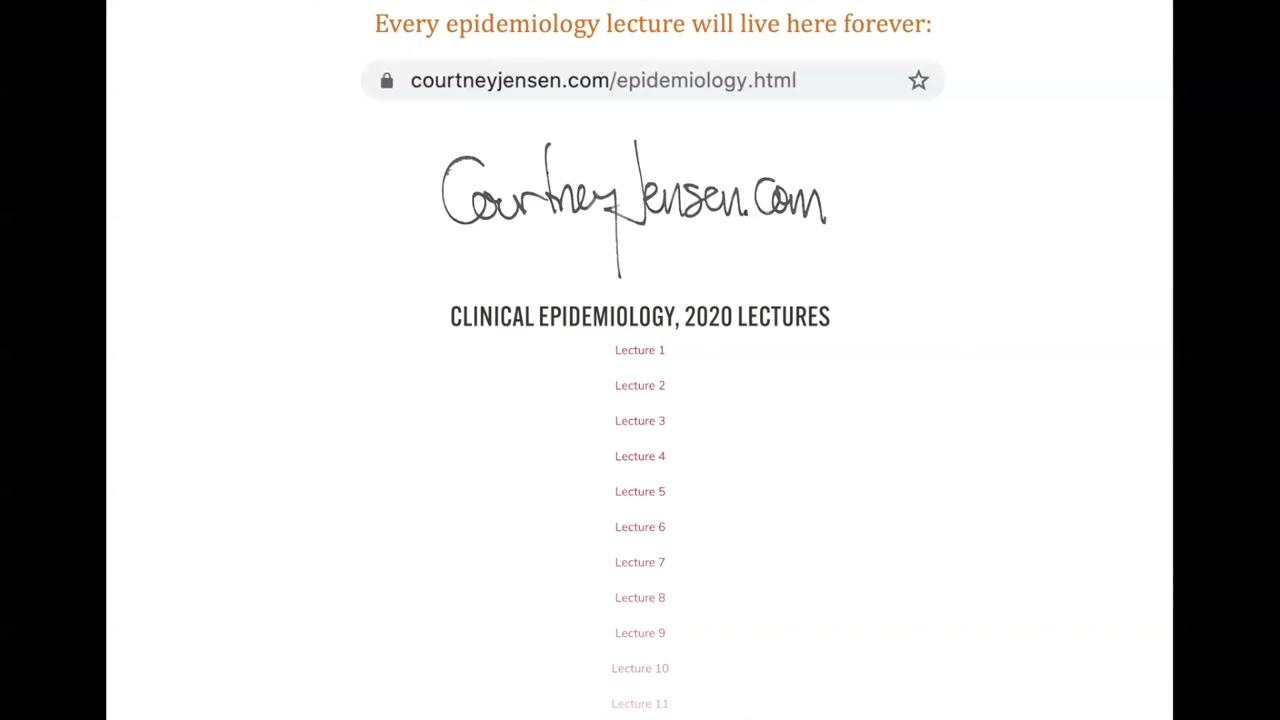 Every epidemiology lecture will live here forever:
courtneyjensen.com/epidemiology.html
CourtneyJensen.com
CLINICAL EPIDEMIOLOGY, 2020 LECTURES
Lecture 1
Lecture 2
Lecture 3
Lecture 4
Lecture 5
Lecture 6
Lecture 7
Lecture 8
Lecture 9
Lecture 10
Lecture 11